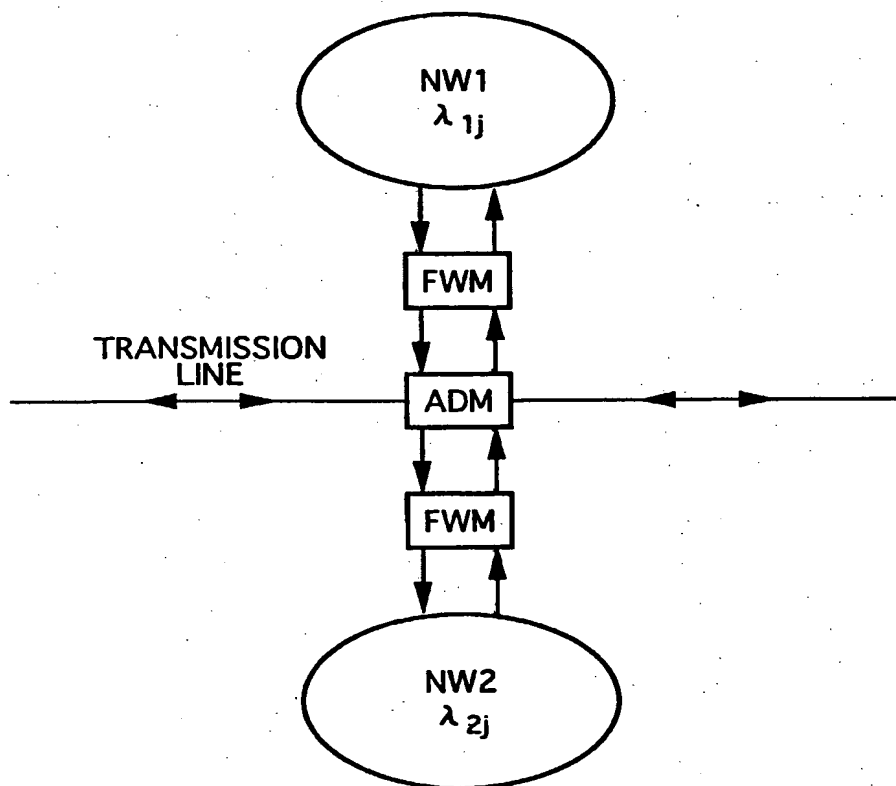 NW1
λ 1j
FWM
TRANSMISSION
LINE
ADM
FWM
NW2
λ 2j